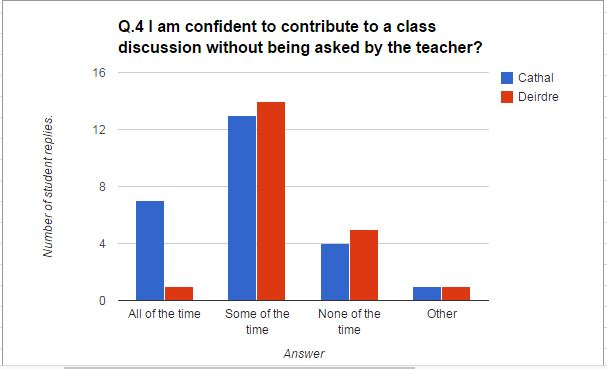 Q.4 I am confident to contribute to a class
discussion without being asked by the teacher?
16
12
8
4
0
Number of student replies.
Cathal
Deirdre
All of the time
Some of the
time
None of the
time
Other
Answer